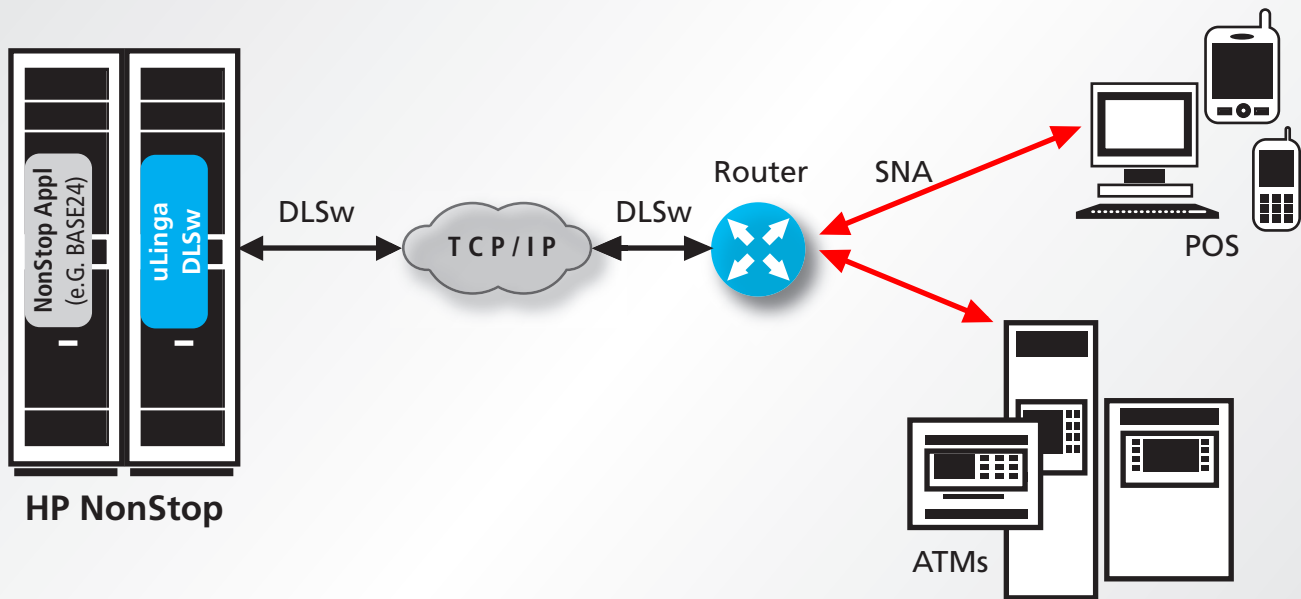 NonStop Appl
(e.G. BASE24)
uLinga
DLSw
HP NonStop
DLSw
TCP/IP
DLSw
Router
SNA
POS
ATMs